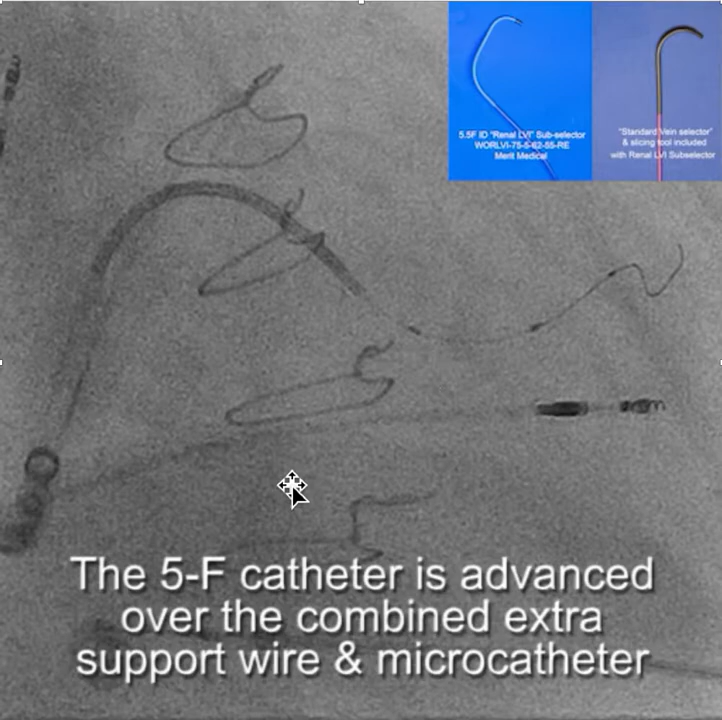 5.5F ID "Renal LVI" Sub-selector
WORLVI-75-5-62-55-RE
Merit Medical
"Standard Vein selector"
& slicing tool included
with Renal LVI Subselector
The 5-F catheter is advanced
over the combined extra
support wire & microcatheter